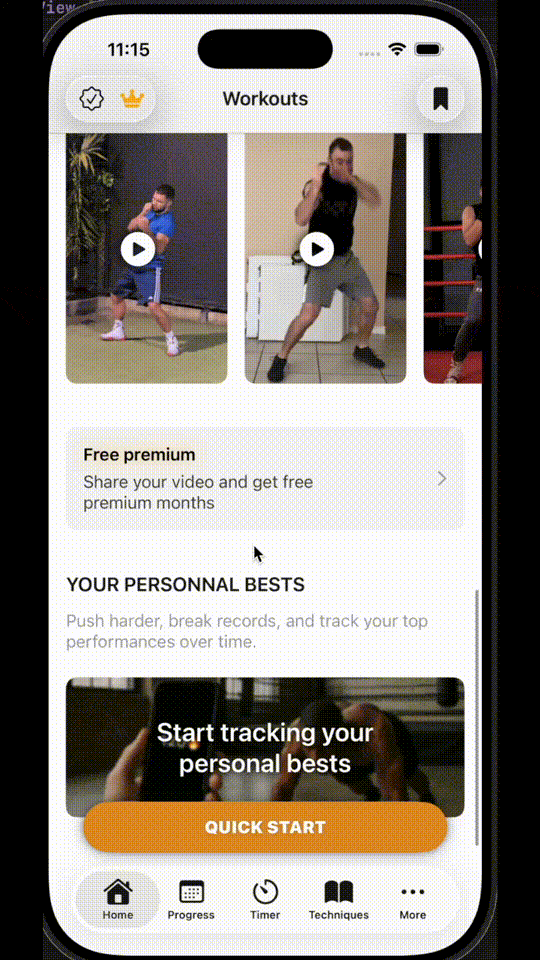 View
11:15
Workouts
Free premium
Share your video and get free
premium months
YOUR PERSONNAL BESTS
Push harder, break records, and track your top
performances over time.
Start tracking your
personal bests
QUICK START
Home
Progress
Timer
Techniques
More